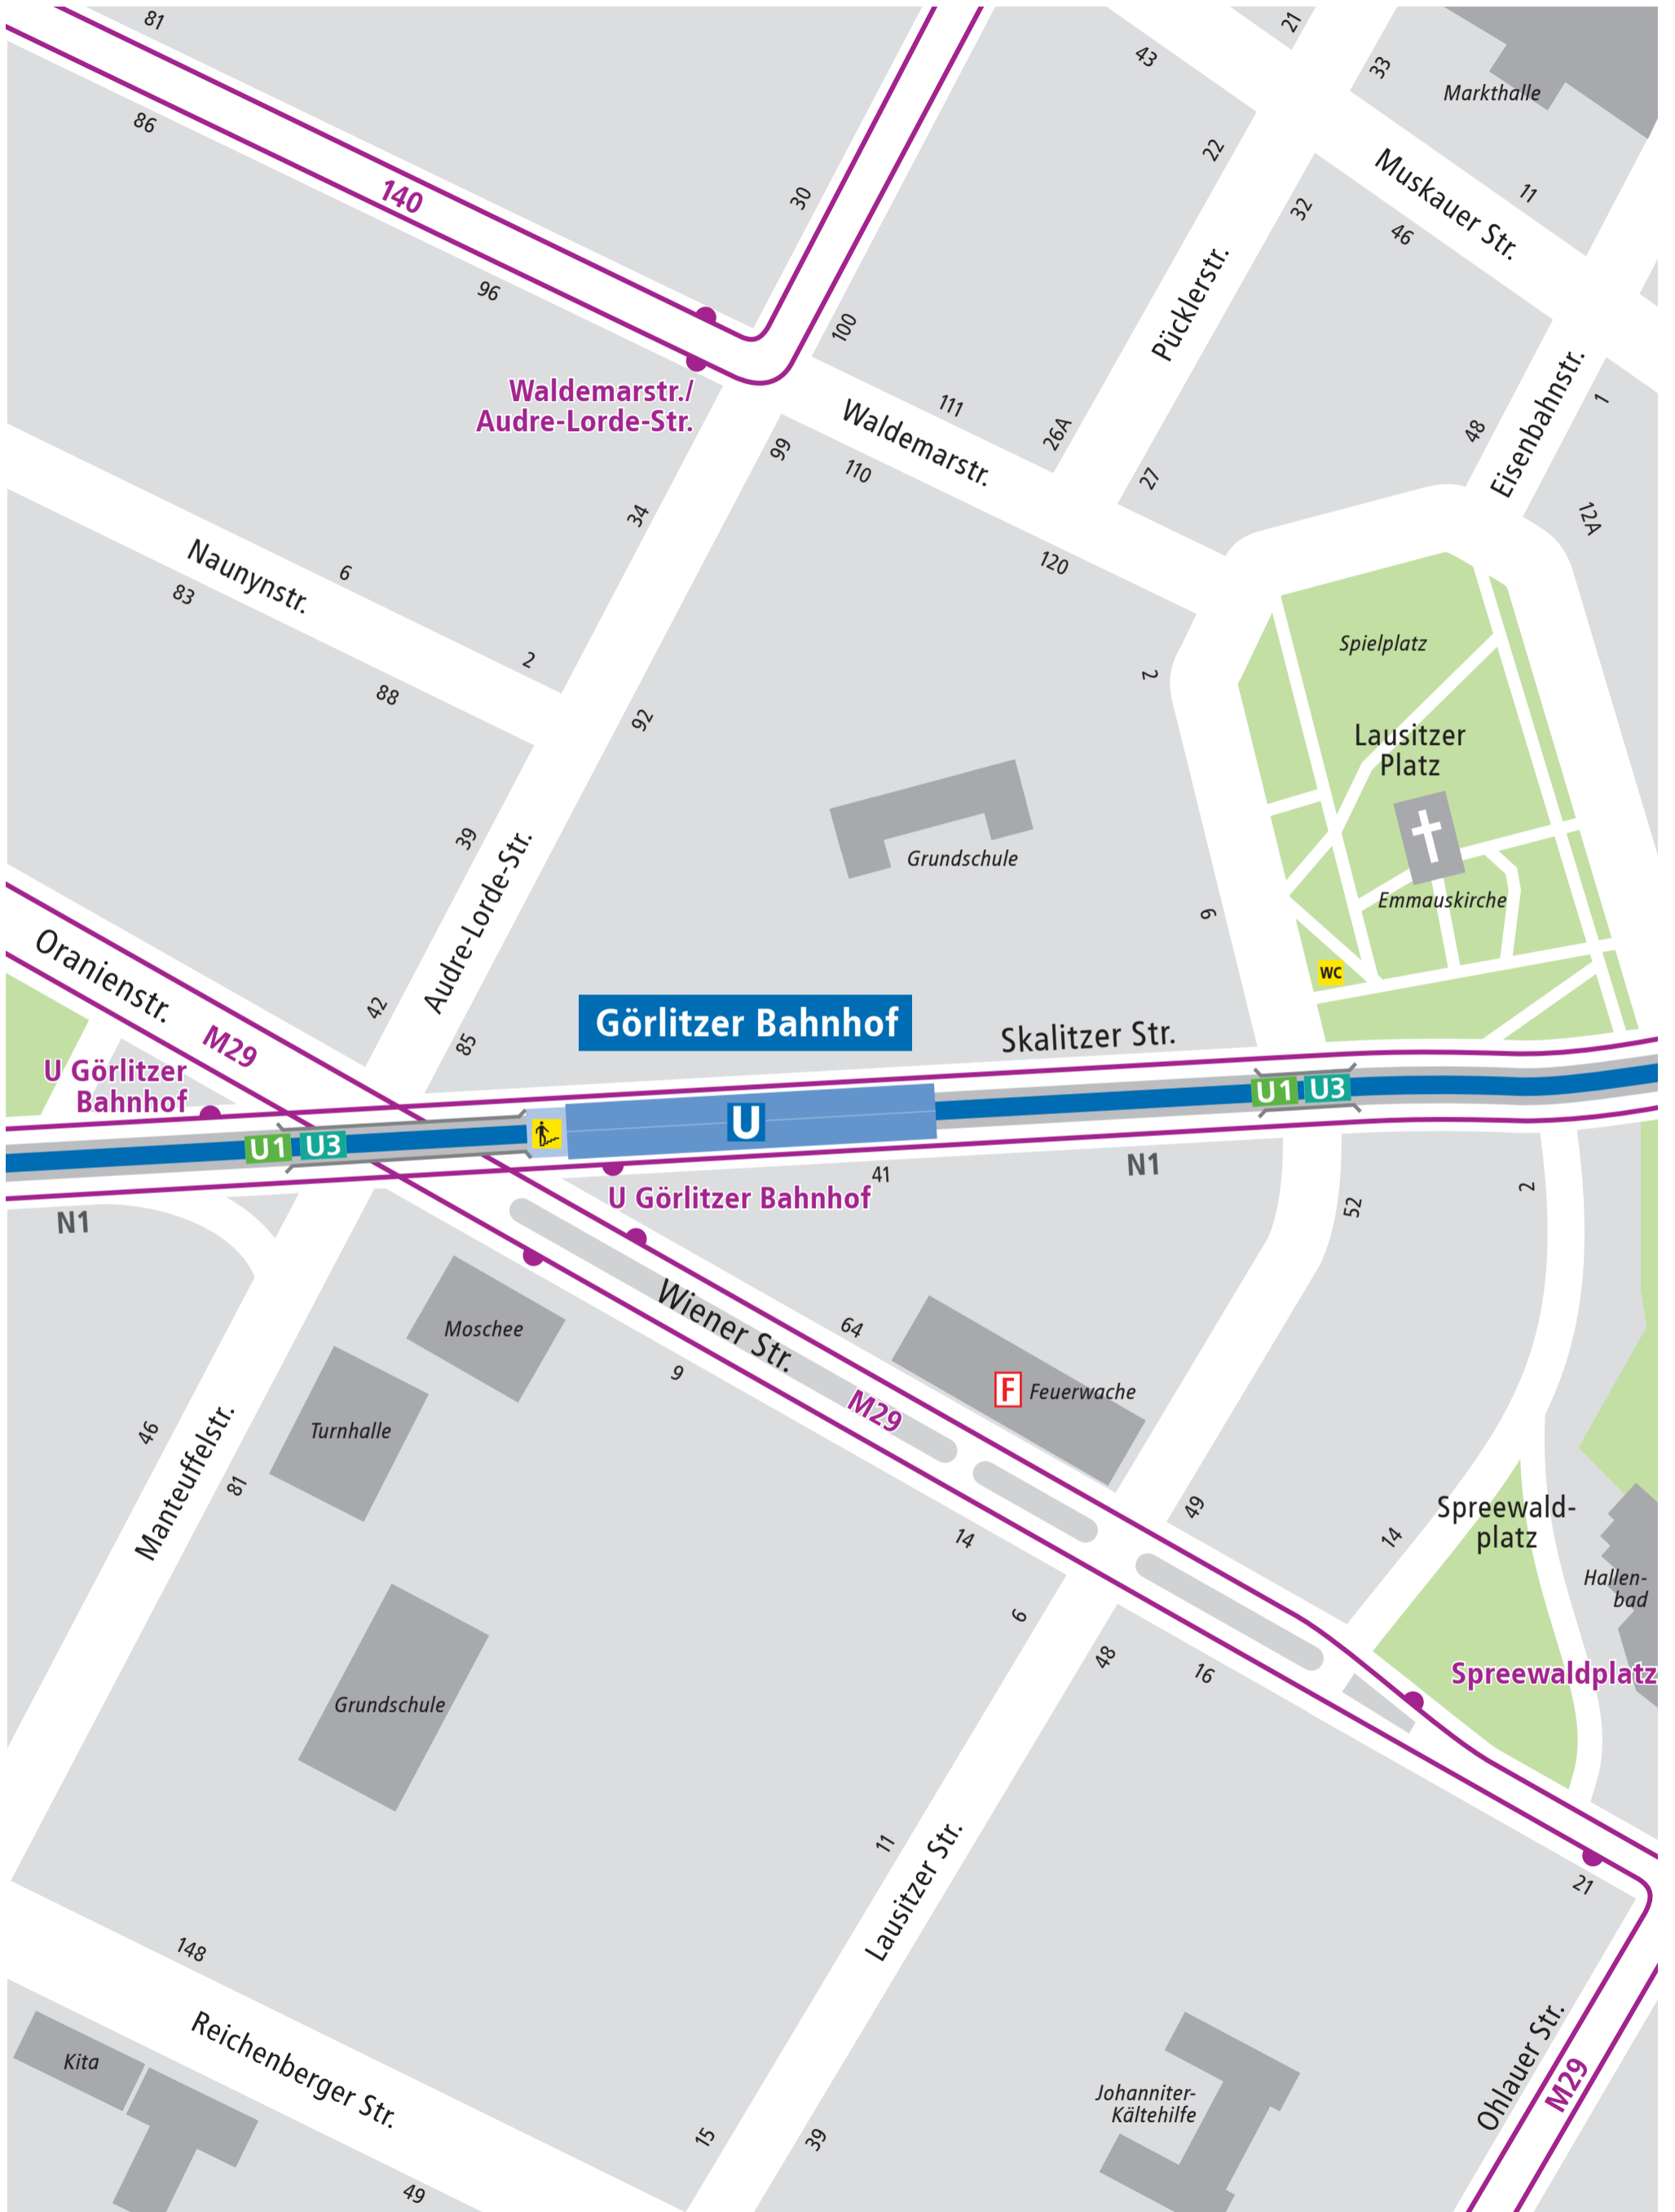 81
21
43
33
Markthalle
86
22
Muskauer Str.
11
140
30
32
46
96
Pücklerstr.
100
Waldemarstr./
Audre-Lorde-Str.
Eisenbahnstr.
1
111
Waldemarstr.
26A
48
99
110
27
34
12A
120
Naunynstr.
6
83
Spielplatz
2
2
88
92
Lausitzer
Platz
39
Audre-Lorde-Str.
Grundschule
Emmauskirche
6
Oranienstr.
WC
42
Görlitzer Bahnhof
Skalitzer Str.
M29
85
U Görlitzer
Bahnhof
U1 U3
U
U1 U3
41
N1
U Görlitzer Bahnhof
2
52
N1
Moschee
Wiener Str.
64
9
F Feuerwache
M29
46
Manteuffelstr.
Turnhalle
81
49
14
14
Spreewald-
platz
Hallen-
bad
6
48
16
Spreewaldplatz
Grundschule
11
Lausitzer Str.
21
148
Reichenberger Str.
Kita
Ohlauer Str.
M29
Johanniter-
Kältehilfe
15
39
49